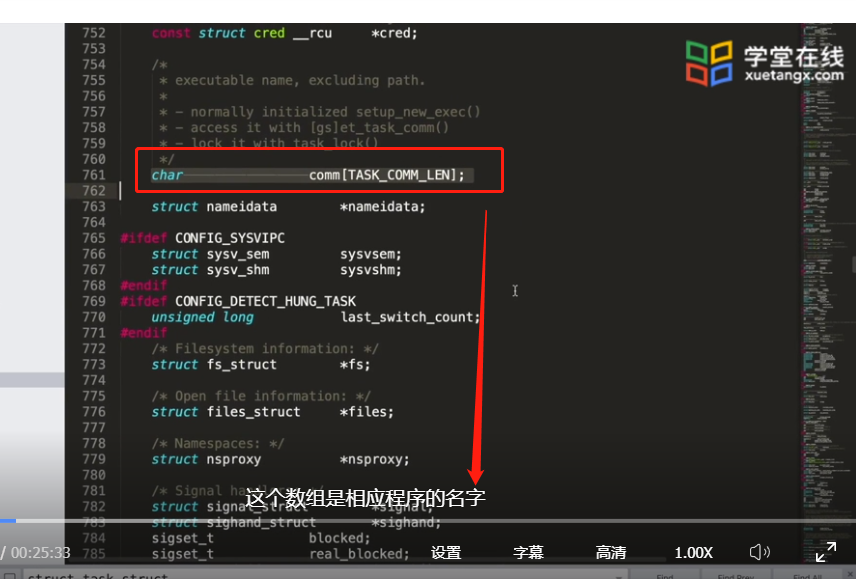 752 const struct cred __rcu *cred;
753
754 /*
755 * executable name, excluding path.
756 *
757 * - normally initialized setup_new_exec()
758 * - access it with [gs]et_task_comm()
759 * - lock it with task_lock()
760 */
761 char comm[TASK_COMM_LEN];
762
763 struct nameidata *nameidata;
764
765 #ifdef CONFIG_SYSVIPC
766 struct sysv_sem sysvsem;
767 struct sysv_shm sysvshm;
768 #endif
769 #ifdef CONFIG_DETECT_HUNG_TASK
770 unsigned long last_switch_count;
771 #endif
772 /* Filesystem information: */
773 struct fs_struct *fs;
774
775 /* Open file information: */
776 struct files_struct *files;
777
778 /* Namespaces: */
779 struct nsproxy *nsproxy;
780
781 /* Signal
782 struct signal_struct *signal;
783 struct sighand_struct *sighand;
784 sigset_t blocked;
785 sigset_t real_blocked;
学堂在线
xuetangx.com
这个数组是相应程序的名字
/ 00:25:33 设置 字幕 高清 1.00X
struct task_struct Find Find Prev Find All